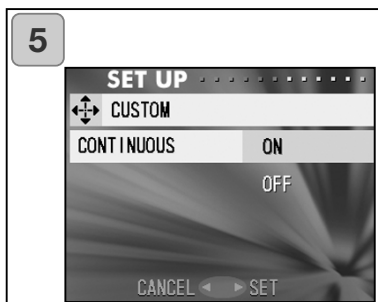 5
SET UP
CUSTOM
CONTINUOUS ON
OFF
CANCEL SET